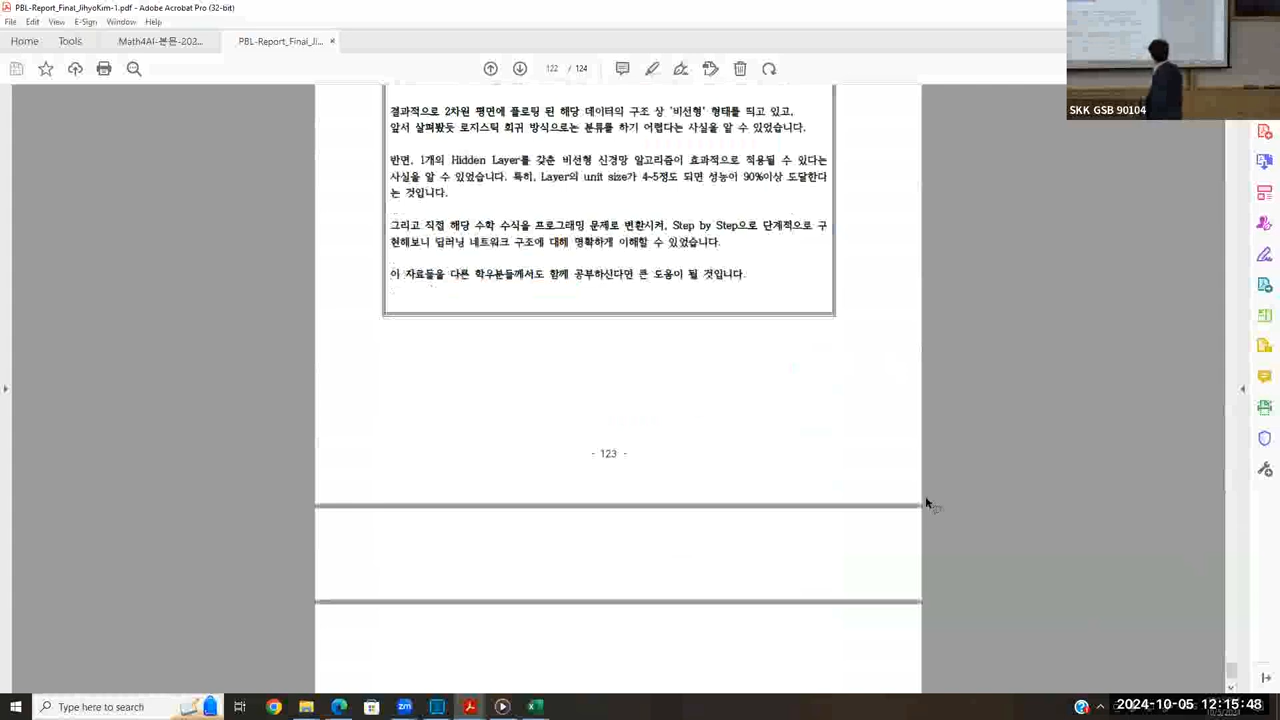 PBL-Report_Final_JihyoKim-1.pdf - Adobe Acrobat Pro (32-bit)
File Edit View E-Sign Window Help
Home Tools Math4AI-본문-202... PBL-Report_Final_Ji... ×
122 / 124
SKK GSB 90104
결과적으로 2차원 평면에 플로팅 된 해당 데이터의 구조 상 '비선형' 형태를 띄고 있고,
앞서 살펴봤듯 로지스틱 회귀 방식으로는 분류를 하기 어렵다는 사실을 알 수 있었습니다.
반면, 1개의 Hidden Layer를 갖춘 비선형 신경망 알고리즘이 효과적으로 적용될 수 있다는
사실을 알 수 있었습니다. 특히, Layer의 unit size가 4~5정도 되면 성능이 90%이상 도달한다
는 것입니다.
그리고 직접 해당 수학 수식을 프로그래밍 문제로 변환시켜, Step by Step으로 단계적으로 구
현해보니 딥러닝 네트워크 구조에 대해 명확하게 이해할 수 있었습니다.
이 자료들을 다른 학우분들께서도 함께 공부하신다면 큰 도움이 될 것입니다.
- 123 -
Type here to search
2024-10-05 12:15:48